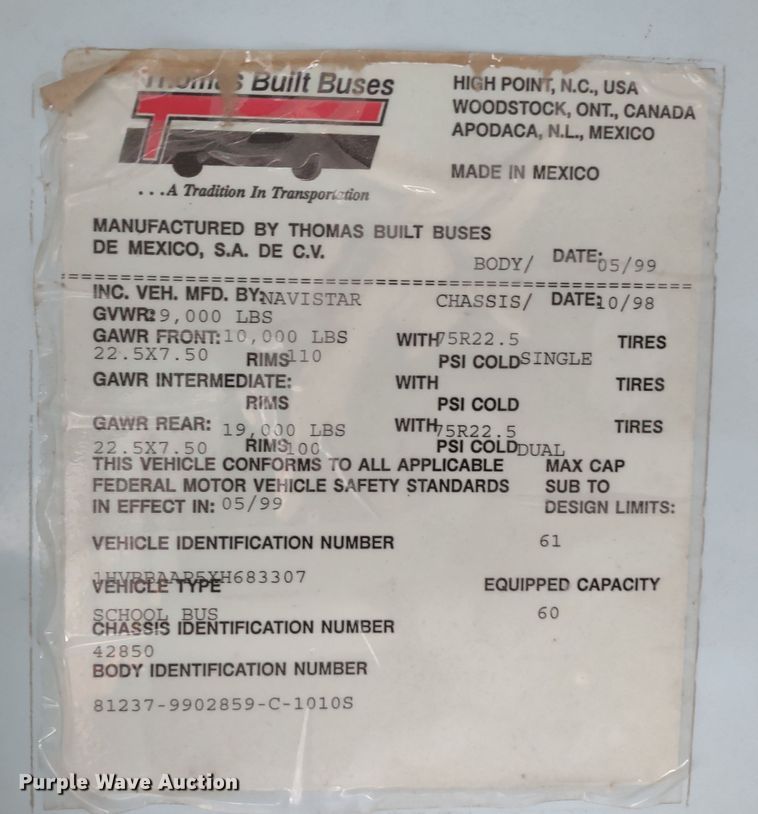 Thomas Built Buses
...A Tradition In Transportation
HIGH POINT, N.C., USA
WOODSTOCK, ONT., CANADA
APODACA, N.L., MEXICO
MADE IN MEXICO
MANUFACTURED BY THOMAS BUILT BUSES
DE MEXICO, S.A. DE C.V.
BODY/ DATE: 05/99
INC. VEH. MFD. BY: NAVISTAR CHASSIS/ DATE: 10/98
GVWR: 9,000 LBS
GAWR FRONT: 10,000 LBS WITH 75R22.5 TIRES
22.5X7.50 RIMS 110 PSI COLD SINGLE
GAWR INTERMEDIATE: WITH TIRES
RIMS PSI COLD
GAWR REAR: 19,000 LBS WITH 75R22.5 TIRES
22.5X7.50 RIMS 100 PSI COLD DUAL
THIS VEHICLE CONFORMS TO ALL APPLICABLE
FEDERAL MOTOR VEHICLE SAFETY STANDARDS
IN EFFECT IN: 05/99
MAX CAP
SUB TO
DESIGN LIMITS:
61
VEHICLE IDENTIFICATION NUMBER
1HVBBAAP5XH683307
VEHICLE TYPE
SCHOOL BUS
EQUIPPED CAPACITY
60
CHASSIS IDENTIFICATION NUMBER
42850
BODY IDENTIFICATION NUMBER
81237-9902859-C-1010S
Purple Wave Auction